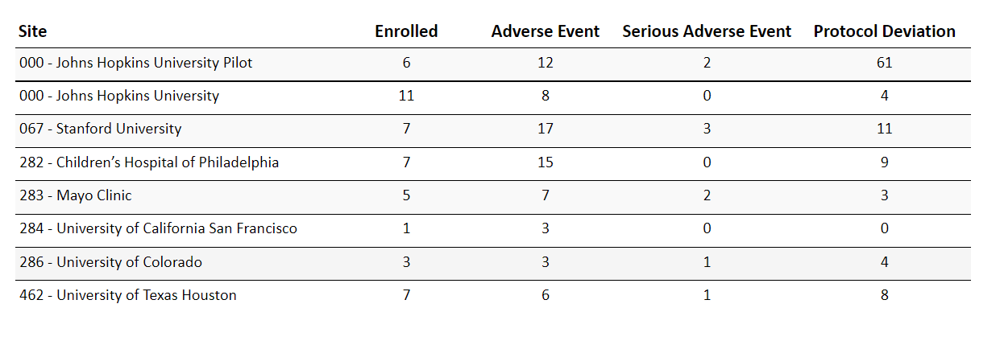 Site Enrolled Adverse Event Serious Adverse Event Protocol Deviation
000 - Johns Hopkins University Pilot 6 12 2 61
000 - Johns Hopkins University 11 8 0 4
067 - Stanford University 7 17 3 11
282 - Children’s Hospital of Philadelphia 7 15 0 9
283 - Mayo Clinic 5 7 2 3
284 - University of California San Francisco 1 3 0 0
286 - University of Colorado 3 3 1 4
462 - University of Texas Houston 7 6 1 8